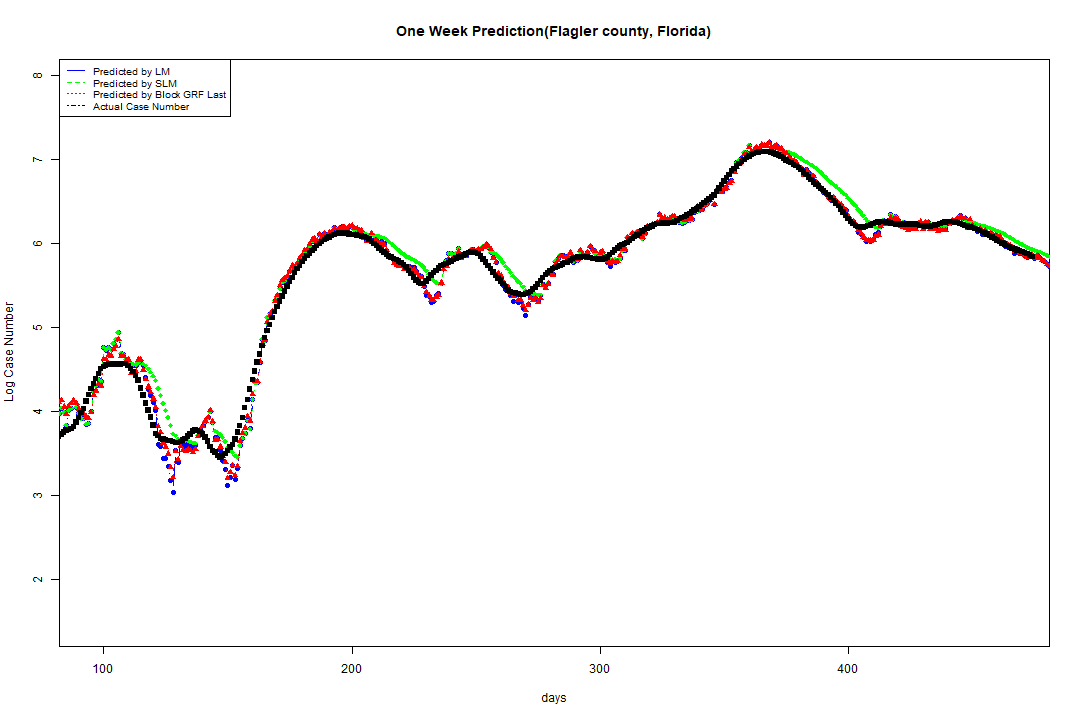 One Week Prediction(Flagler county, Florida)
Predicted by LM
Predicted by SLM
Predicted by Block GRF Last
Actual Case Number
8
7
6
5
4
3
2
Log Case Number
100 200 300 400
days